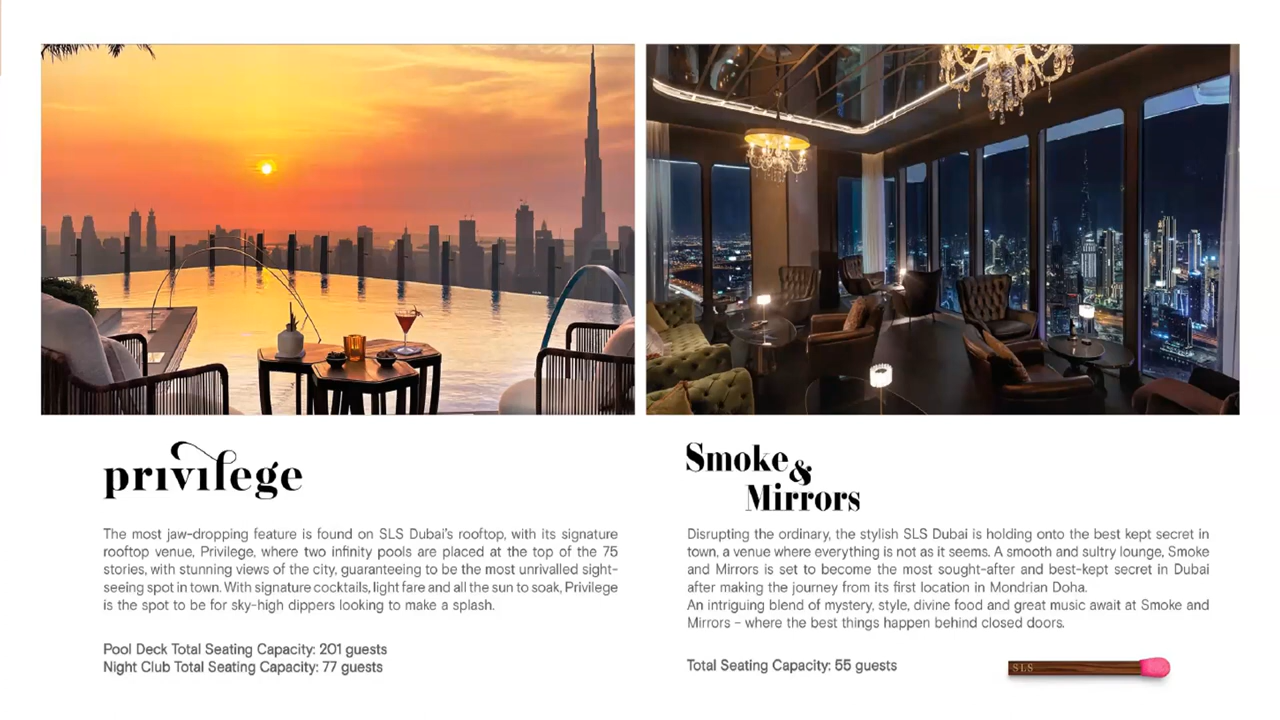 privilege
The most jaw-dropping feature is found on SLS Dubai's rooftop, with its signature
rooftop venue, Privilege, where two infinity pools are placed at the top of the 75
stories, with stunning views of the city, guaranteeing to be the most unrivalled sight-
seeing spot in town. With signature cocktails, light fare and all the sun to soak, Privilege
is the spot to be for sky-high dippers looking to make a splash.
Pool Deck Total Seating Capacity: 201 guests
Night Club Total Seating Capacity: 77 guests
Smoke &
Mirrors
Disrupting the ordinary, the stylish SLS Dubai is holding onto the best kept secret in
town, a venue where everything is not as it seems. A smooth and sultry lounge, Smoke
and Mirrors is set to become the most sought-after and best-kept secret in Dubai
after making the journey from its first location in Mondrian Doha.
An intriguing blend of mystery, style, divine food and great music await at Smoke and
Mirrors – where the best things happen behind closed doors.
Total Seating Capacity: 55 guests
SLS